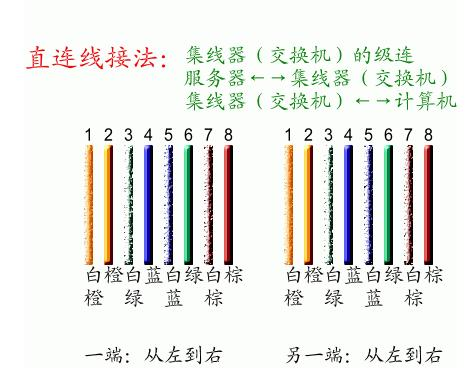 直连线接法：
集线器（交换机）的级连
服务器←→集线器（交换机）
集线器（交换机）←→计算机
1 2 3 4 5 6 7 8
1 2 3 4 5 6 7 8
白橙白蓝白绿白棕
橙 绿 蓝 棕
白橙白蓝白绿白棕
橙 绿 蓝 棕
一端：从左到右
另一端：从左到右